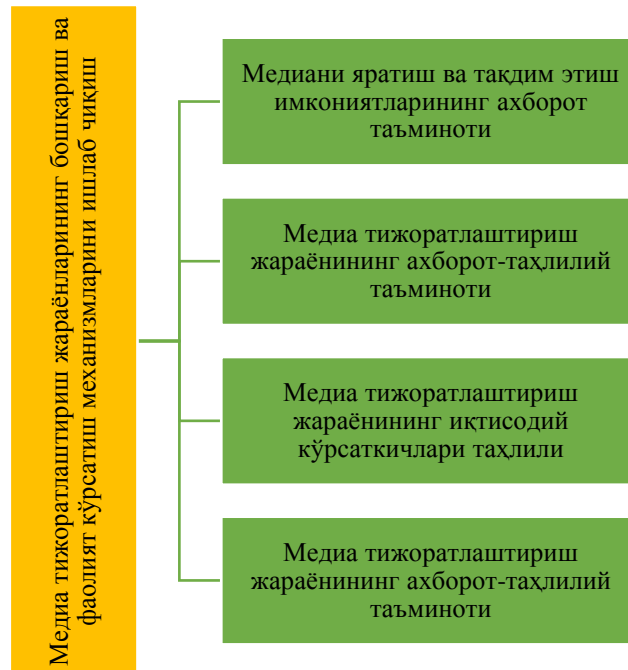 Медиа тижоратлаштириш жараёнларининг бошқариш ва
фаолият кўрсатиш механизмларини ишлаб чиқиш
Медиани яратиш ва тақдим этиш
имкониятларининг ахборот
таъминоти
Медиа тижоратлаштириш
жараёнининг ахборот-таҳлилий
таъминоти
Медиа тижоратлаштириш
жараёнининг иқтисодий
кўрсаткичлари таҳлили
Медиа тижоратлаштириш
жараёнининг ахборот-таҳлилий
таъминоти